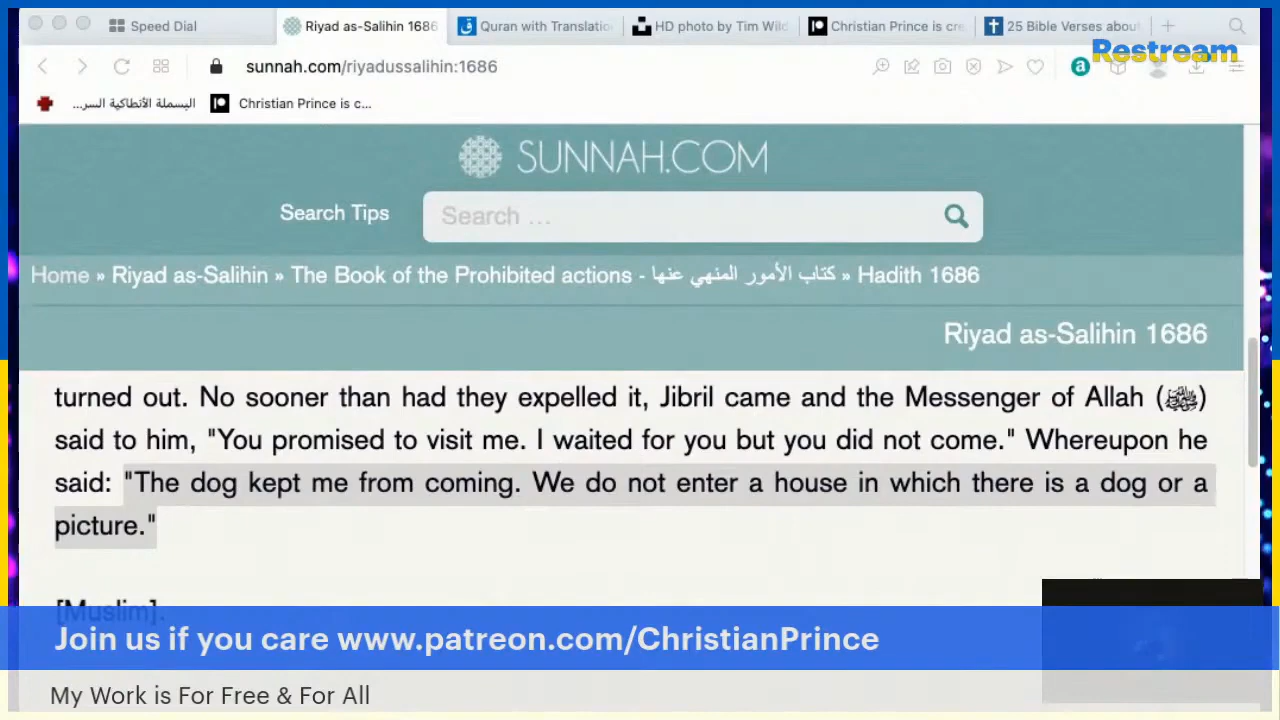 Speed Dial
Riyad as-Salihin 1686
Quran with Translatio
HD photo by Tim Wild
Christian Prince is cre
25 Bible Verses about
Restream
sunnah.com/riyadussalihin:1686
a
البسملة الأنطاكية السر...
Christian Prince is c...
SUNNAH.COM
Search Tips
Search ...
Home » Riyad as-Salihin » The Book of the Prohibited actions - كتاب الأمور المنهي عنها » Hadith 1686
Riyad as-Salihin 1686
turned out. No sooner than had they expelled it, Jibril came and the Messenger of Allah (ﷺ)
said to him, "You promised to visit me. I waited for you but you did not come." Whereupon he
said: "The dog kept me from coming. We do not enter a house in which there is a dog or a
picture."
[Muslim].
Join us if you care www.patreon.com/ChristianPrince
My Work is For Free & For All